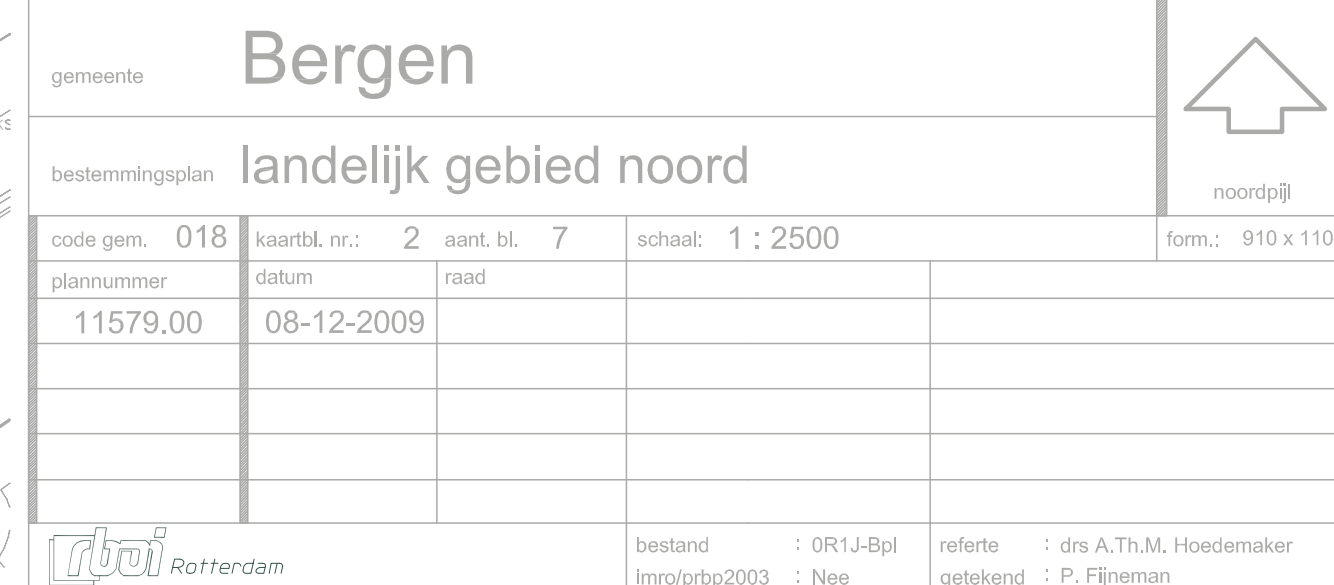 gemeente Bergen
bestemmingsplan landelijk gebied noord
noordpijl
code gem. 018 kaartbl. nr.: 2 aant. bl. 7 schaal: 1 : 2500 form.: 910 x 110
plannummer datum raad
11579.00 08-12-2009
bestand : 0R1J-Bpl referte : drs A.Th.M. Hoedemaker
rboi Rotterdam
imro/prbp2003 : Nee getekend : P. Fijneman